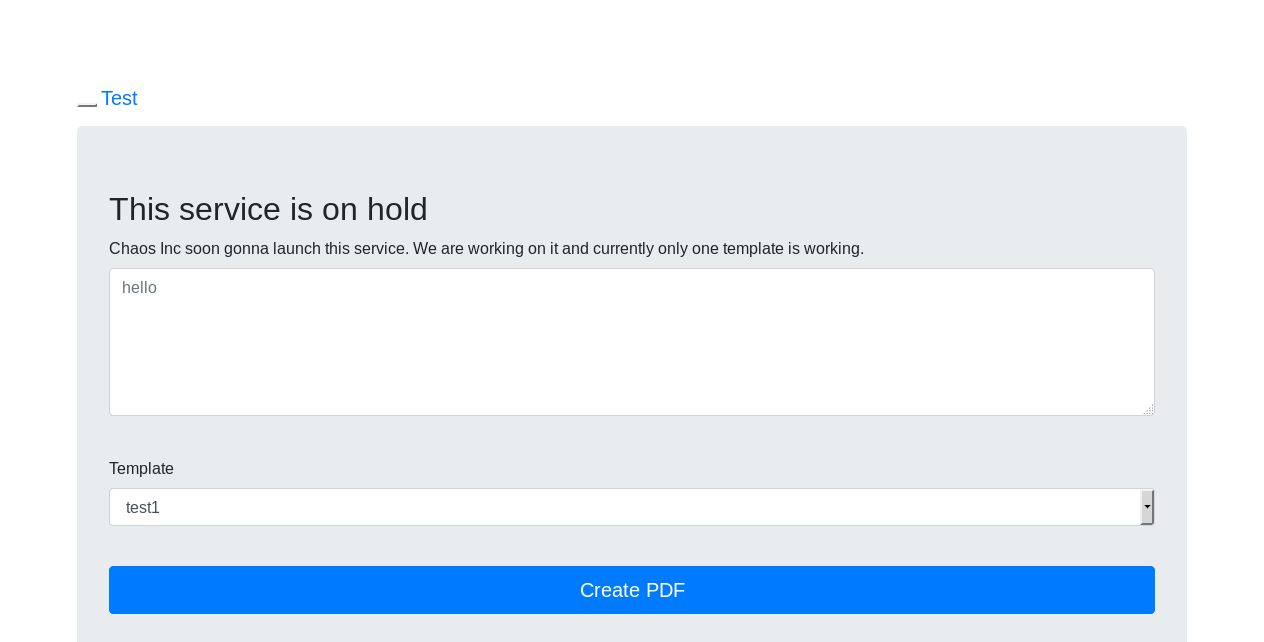 Test
This service is on hold
Chaos Inc soon gonna launch this service. We are working on it and currently only one template is working.
hello
Template
test1
Create PDF